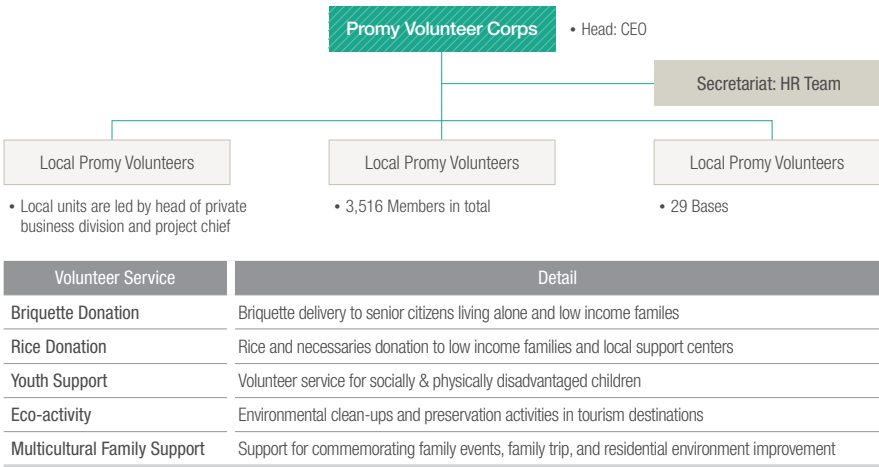 Promy Volunteer Corps
• Head: CEO
Secretariat: HR Team
Local Promy Volunteers
• Local units are led by head of private
business division and project chief
Local Promy Volunteers
• 3,516 Members in total
Local Promy Volunteers
• 29 Bases
Volunteer Service Detail
Briquette Donation Briquette delivery to senior citizens living alone and low income familes
Rice Donation Rice and necessaries donation to low income families and local support centers
Youth Support Volunteer service for socially & physically disadvantaged children
Eco-activity Environmental clean-ups and preservation activities in tourism destinations
Multicultural Family Support Support for commemorating family events, family trip, and residential environment improvement